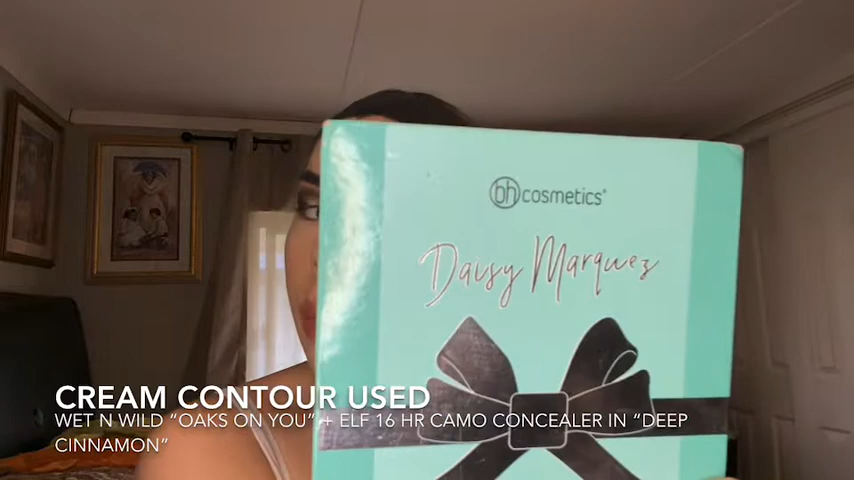 bh cosmetics®
Daisy Marquez
CREAM CONTOUR USED
WET N WILD “OAKS ON YOU” + ELF 16 HR CAMO CONCEALER IN “DEEP
CINNAMON”